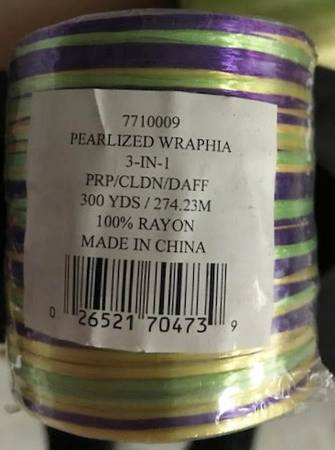 7710009
PEARLIZED WRAPHIA
3-IN-1
PRP/CLDN/DAFF
300 YDS / 274.23M
100% RAYON
MADE IN CHINA
0 26521 70473 9